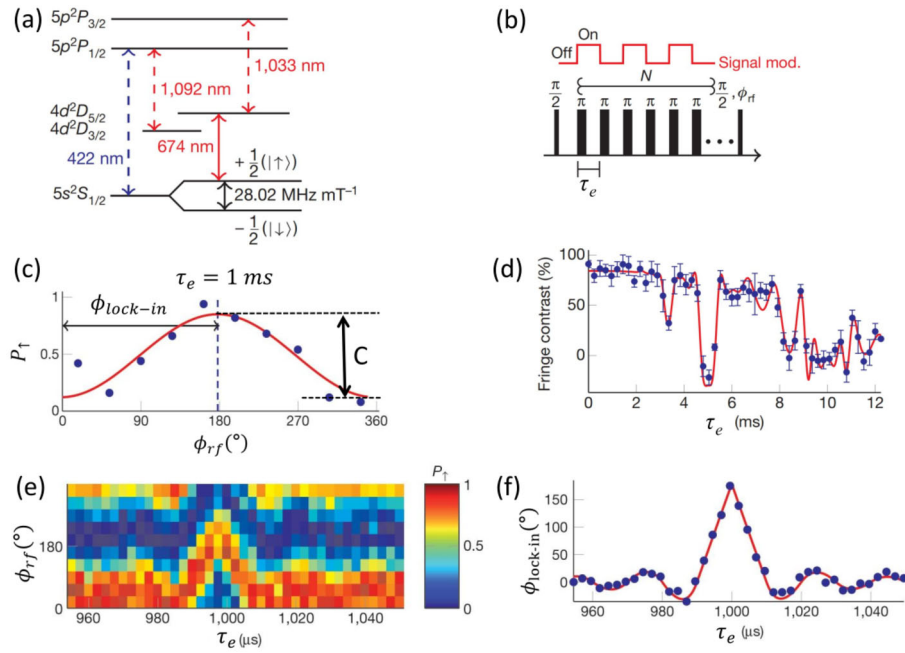 (a)
5p²P₃/₂
5p²P₁/₂
1,033 nm
1,092 nm
4d²D₅/₂
4d²D₃/₂
674 nm
422 nm
+ 1/2 (|↑⟩)
5s²S₁/₂
28.02 MHz mT⁻¹
− 1/2 (|↓⟩)
(b)
On
Off
Signal mod.
N
π/2
π π π π π π
π/2 , ϕrf
τe
(c)
τe = 1 ms
ϕlock−in
C
P↑
1
0.5
0
0 90 180 270 360
ϕrf(°)
(d)
Fringe contrast (%)
100
50
0
0 2 4 6 8 10 12
τe (ms)
(e)
P↑
1
0.5
0
ϕrf(°)
180
0
960 980 1,000 1,020 1,040
τe (μs)
(f)
ϕlock-in(°)
150
100
50
0
960 980 1,000 1,020 1,040
τe (μs)